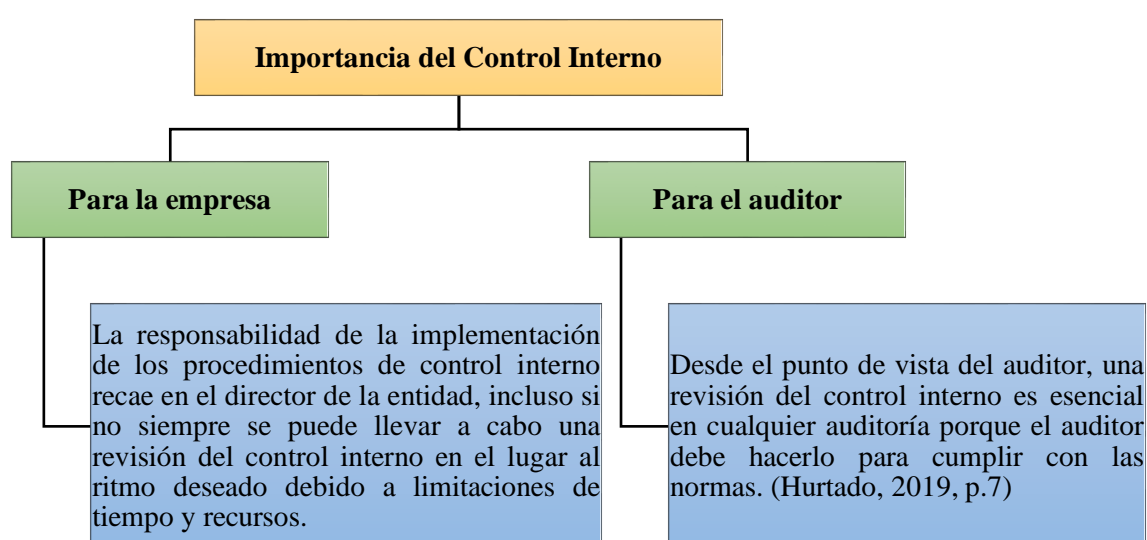 Importancia del Control Interno
Para la empresa
La responsabilidad de la implementación
de los procedimientos de control interno
recae en el director de la entidad, incluso si
no siempre se puede llevar a cabo una
revisión del control interno en el lugar al
ritmo deseado debido a limitaciones de
tiempo y recursos.
Para el auditor
Desde el punto de vista del auditor, una
revisión del control interno es esencial
en cualquier auditoría porque el auditor
debe hacerlo para cumplir con las
normas. (Hurtado, 2019, p.7)